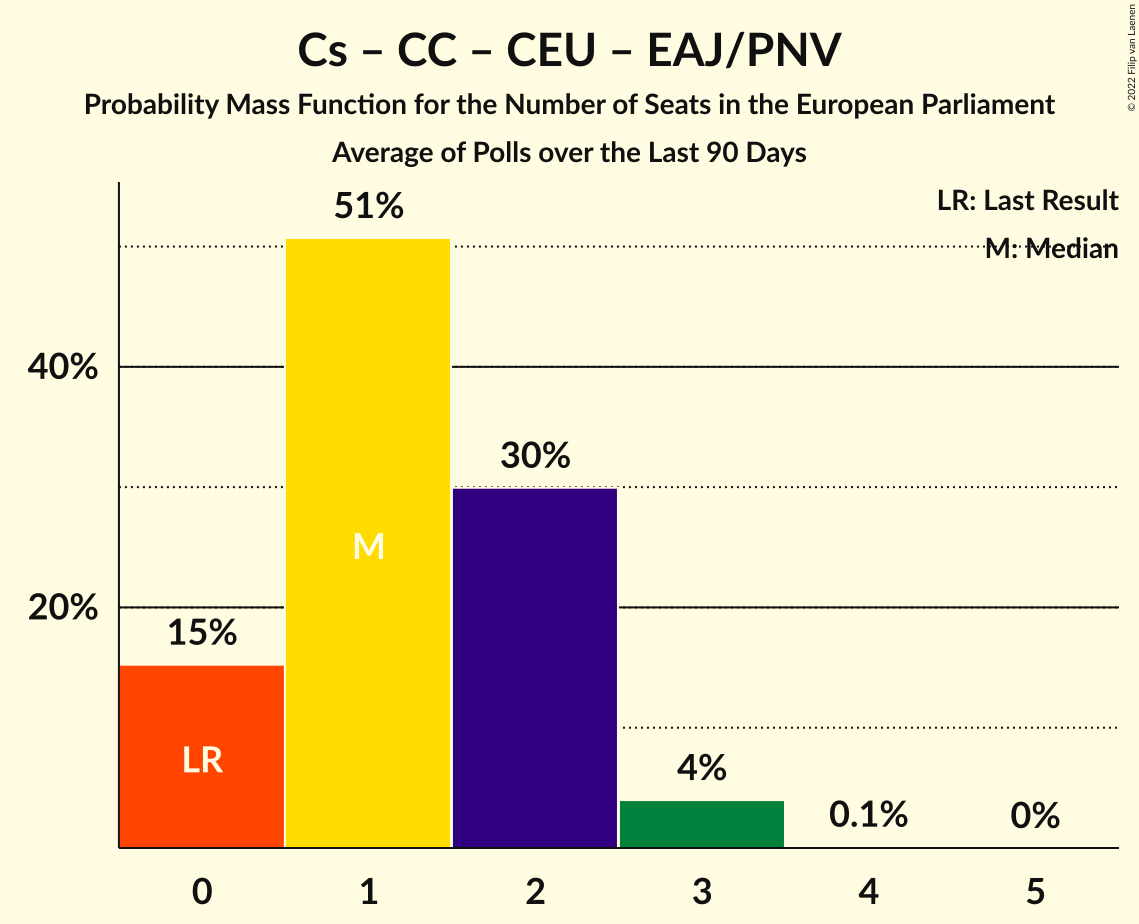 Cs – CC – CEU – EAJ/PNV
Probability Mass Function for the Number of Seats in the European Parliament
Average of Polls over the Last 90 Days
© 2022 Filip van Laenen
LR: Last Result
M: Median
51%
40%
30%
M
20%
15%
LR
4%
0.1%
0%
0 1 2 3 4 5